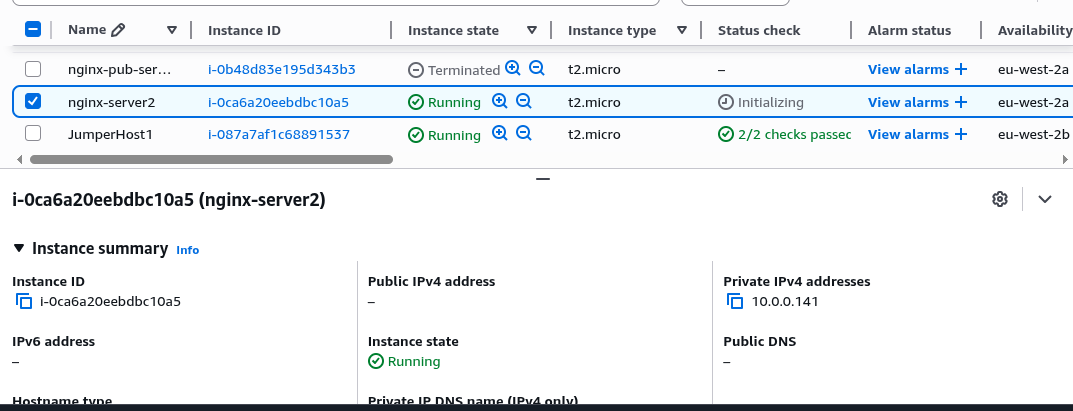 Name Instance ID Instance state Instance type Status check Alarm status Availability
nginx-pub-ser... i-0b48d83e195d343b3 Terminated t2.micro – View alarms + eu-west-2a
nginx-server2 i-0ca6a20eebdbc10a5 Running t2.micro Initializing View alarms + eu-west-2a
JumperHost1 i-087a7af1c68891537 Running t2.micro 2/2 checks passec View alarms + eu-west-2b
i-0ca6a20eebdbc10a5 (nginx-server2)
Instance summary Info
Instance ID Public IPv4 address Private IPv4 addresses
i-0ca6a20eebdbc10a5 – 10.0.0.141
IPv6 address Instance state Public DNS
– Running –
Hostname type Private IP DNS name (IPv4 only)